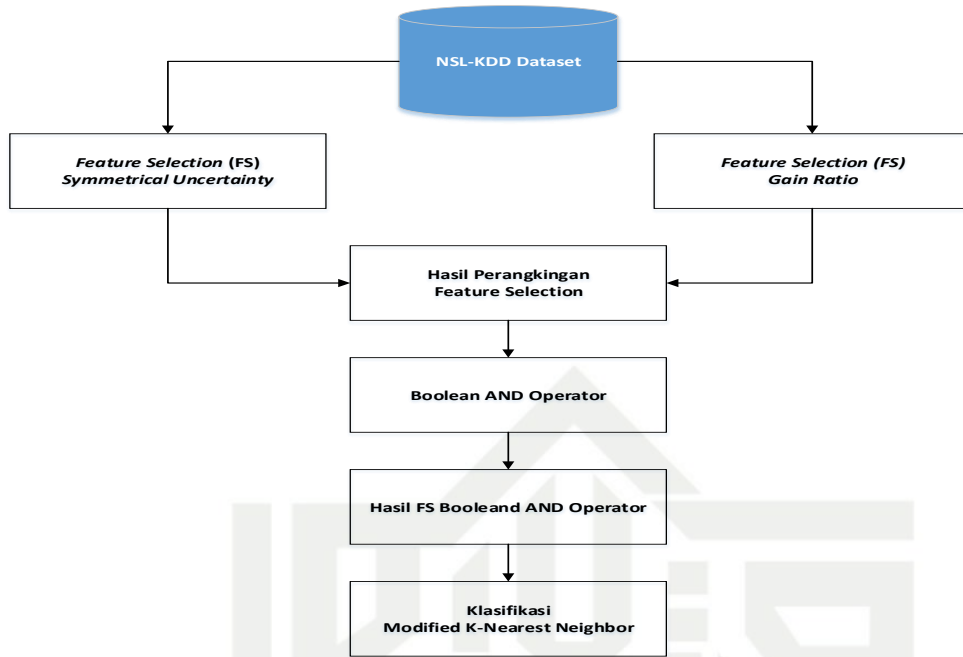 NSL-KDD Dataset
Feature Selection (FS)
Symmetrical Uncertainty
Feature Selection (FS)
Gain Ratio
Hasil Perangkingan
Feature Selection
Boolean AND Operator
Hasil FS Booleand AND Operator
Klasifikasi
Modified K-Nearest Neighbor